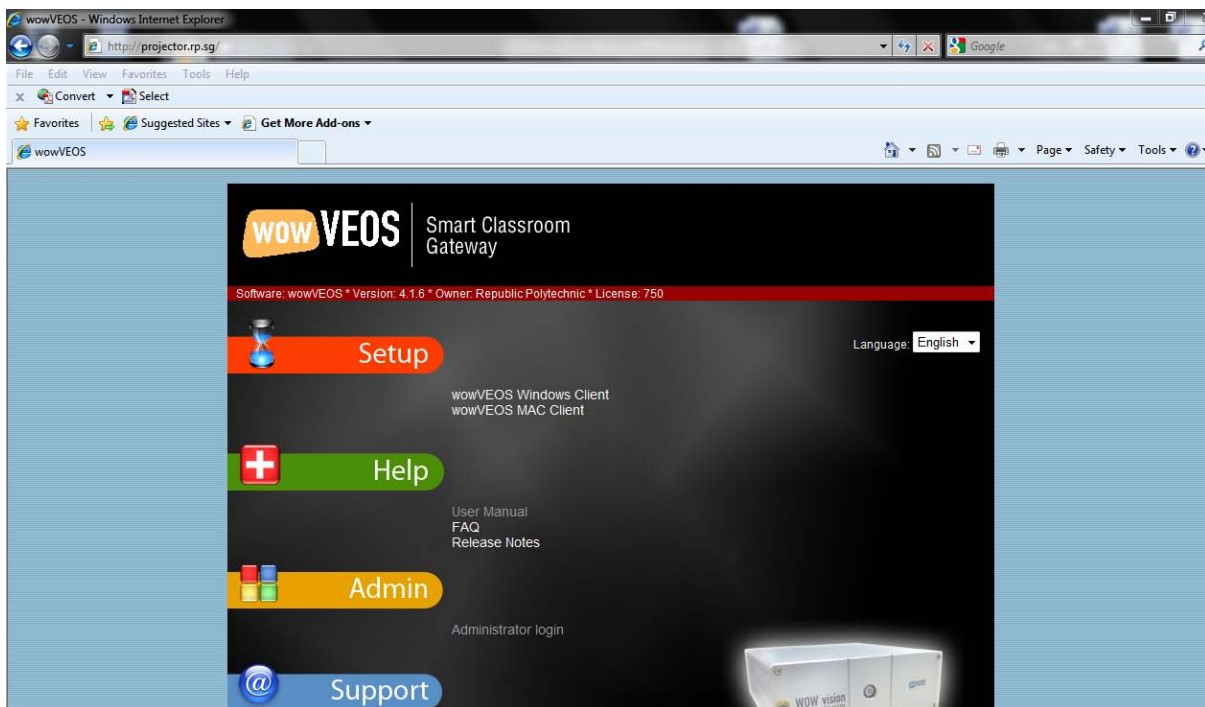 wowVEOS - Windows Internet Explorer
http://projector.rp.sg/
Google
File Edit View Favorites Tools Help
x Convert Select
Favorites Suggested Sites Get More Add-ons
wowVEOS
Page Safety Tools
wow VEOS
Smart Classroom
Gateway
Software: wowVEOS * Version: 4.1.6 * Owner: Republic Polytechnic * License: 750
Setup
Language: English
wowVEOS Windows Client
wowVEOS MAC Client
Help
User Manual
FAQ
Release Notes
Admin
Administrator login
Support
WOW vision